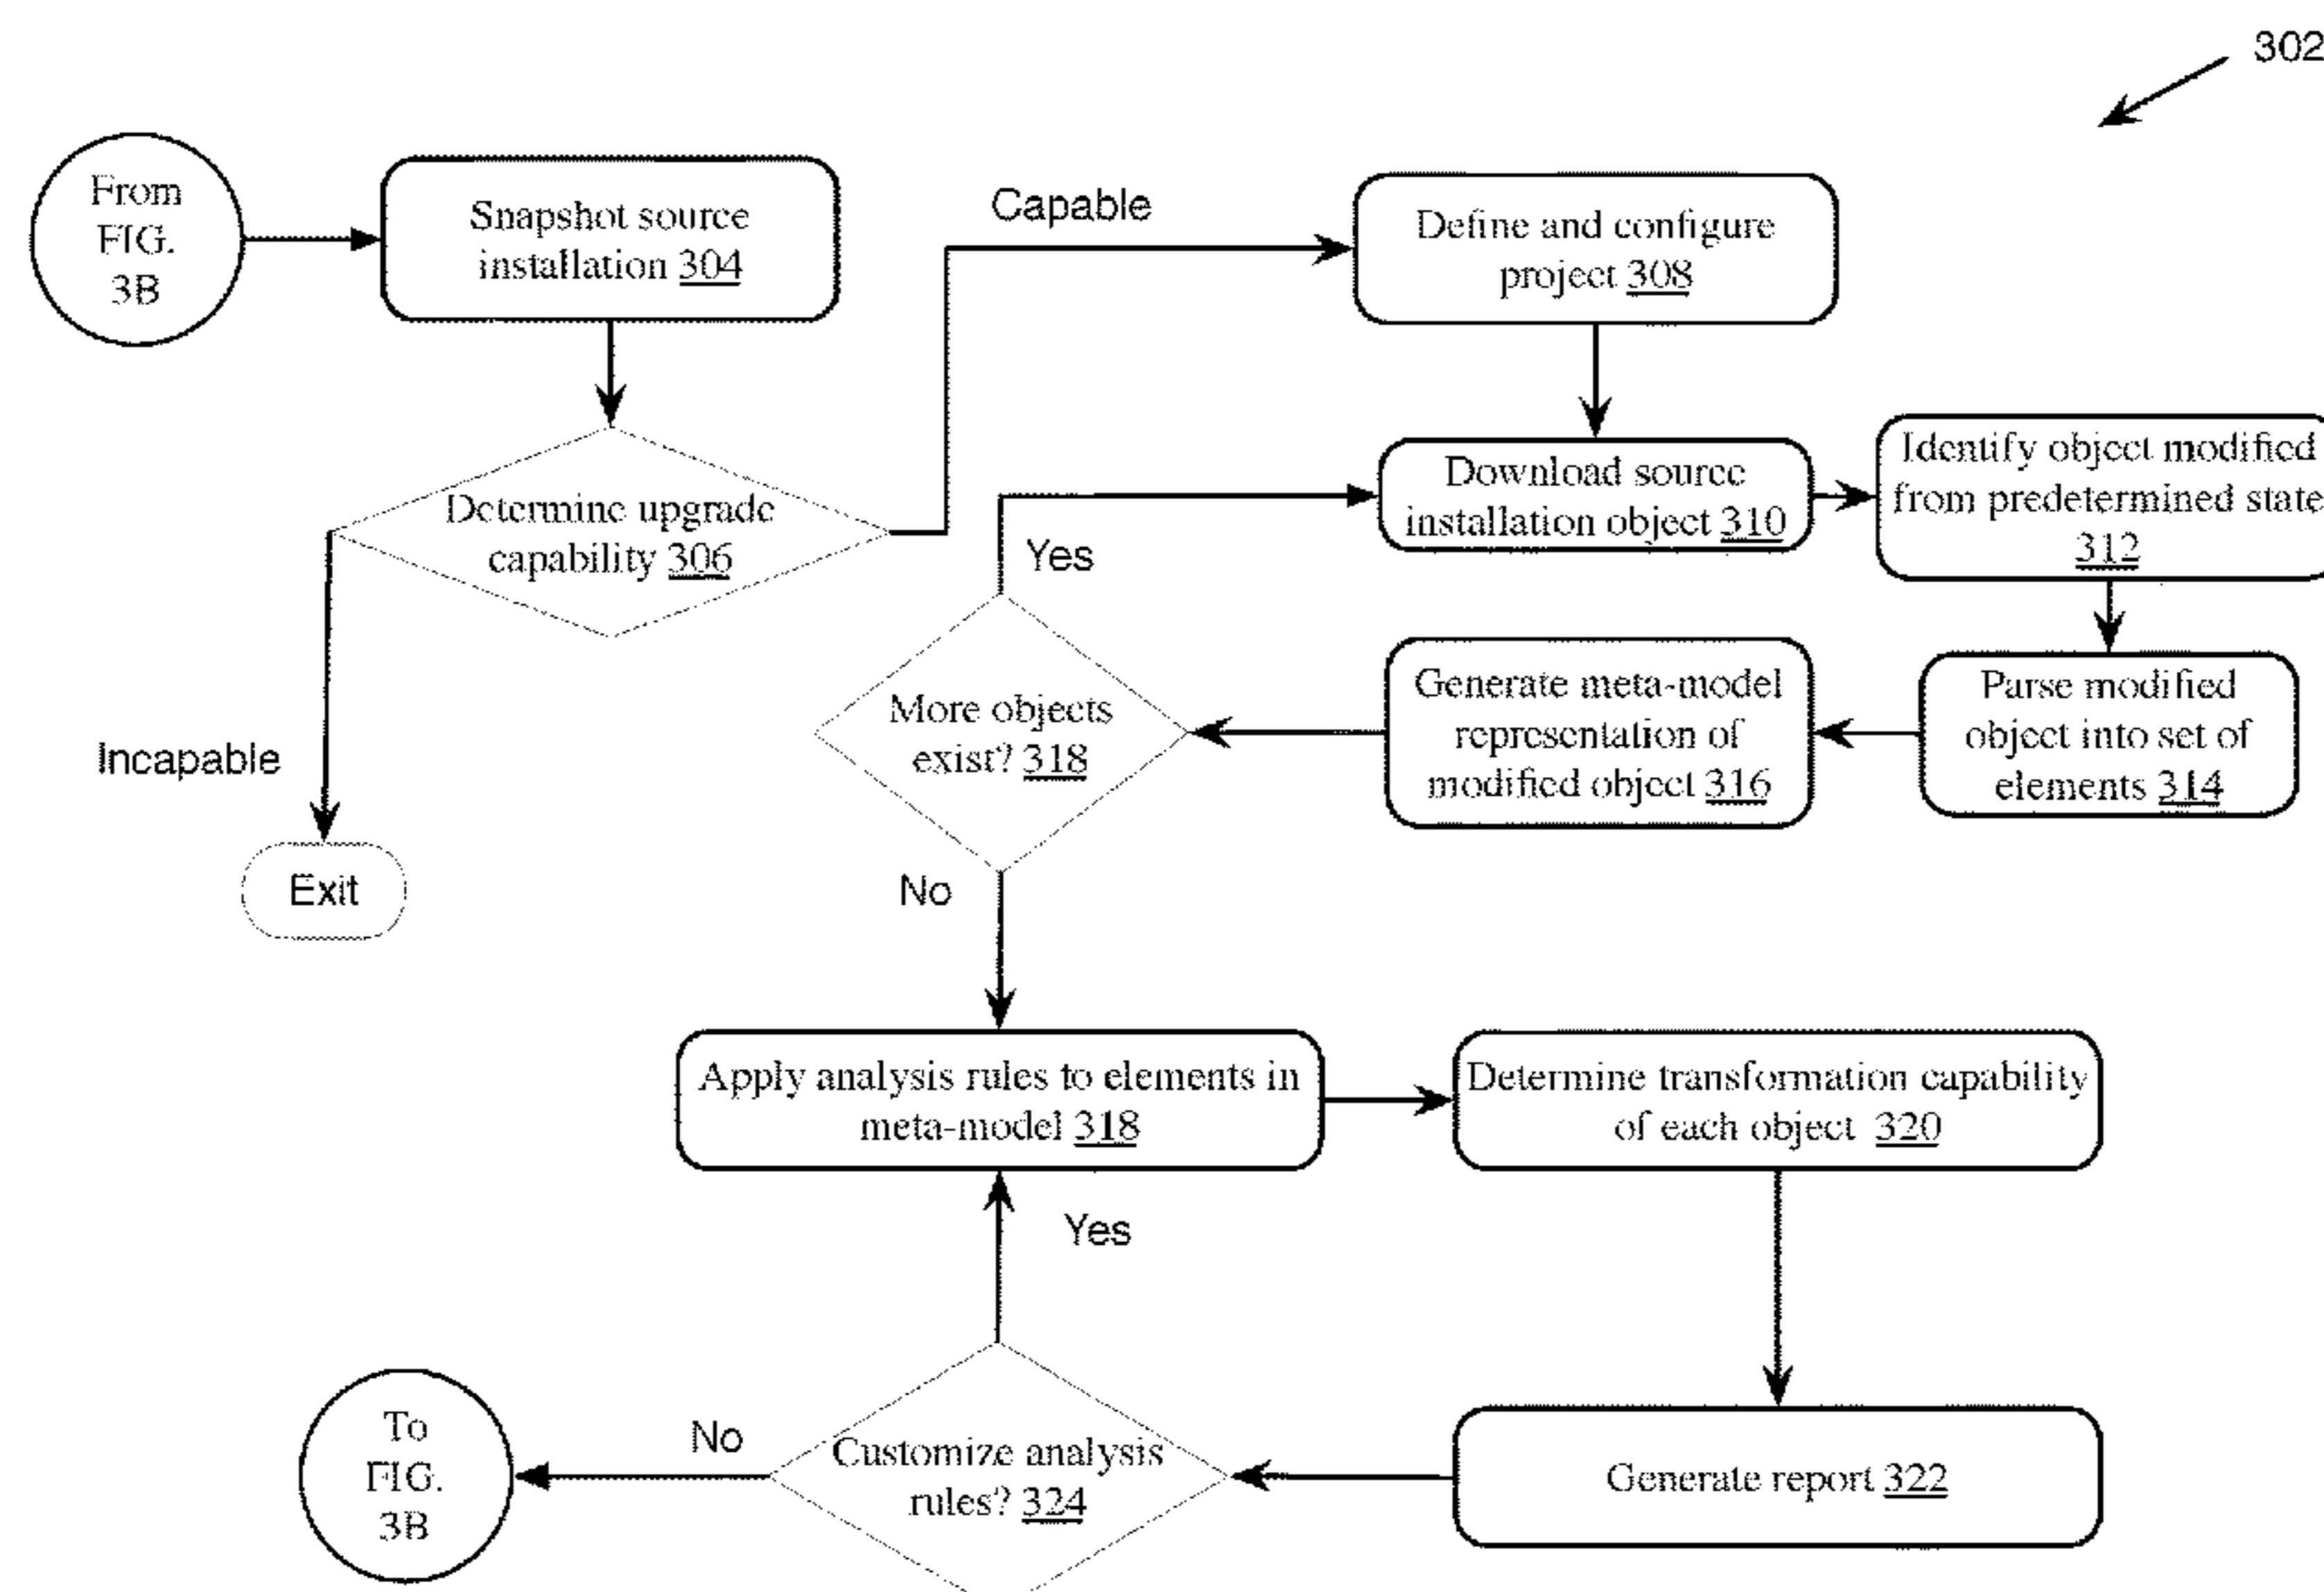 302
From
FIG.
3B
Snapshot source
installation 304
Capable
Define and configure
project 308
Determine upgrade
capability 306
Download source
installation object 310
Identify object modified
from predetermined state
312
Yes
More objects
exist? 318
Generate meta-model
representation of
modified object 316
Parse modified
object into set of
elements 314
Incapable
Exit
No
Apply analysis rules to elements in
meta-model 318
Determine transformation capability
of each object 320
Yes
To
FIG.
3B
No
Customize analysis
rules? 324
Generate report 322